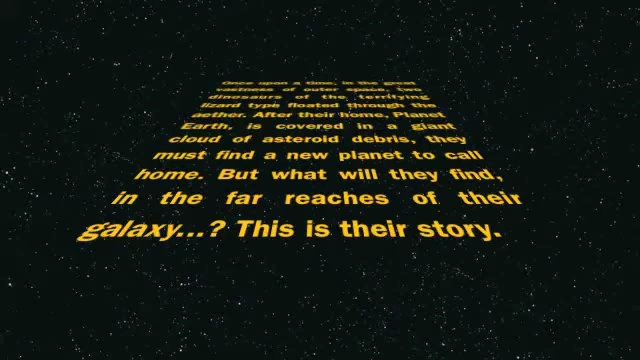 Once upon a time, in the great
vastness of outer space, two
dinosaurs of the terrifying
lizard type floated through the
aether. After their home, Planet
Earth, is covered in a giant
cloud of asteroid debris, they
must find a new planet to call
home. But what will they find,
in the far reaches of their
galaxy...? This is their story.